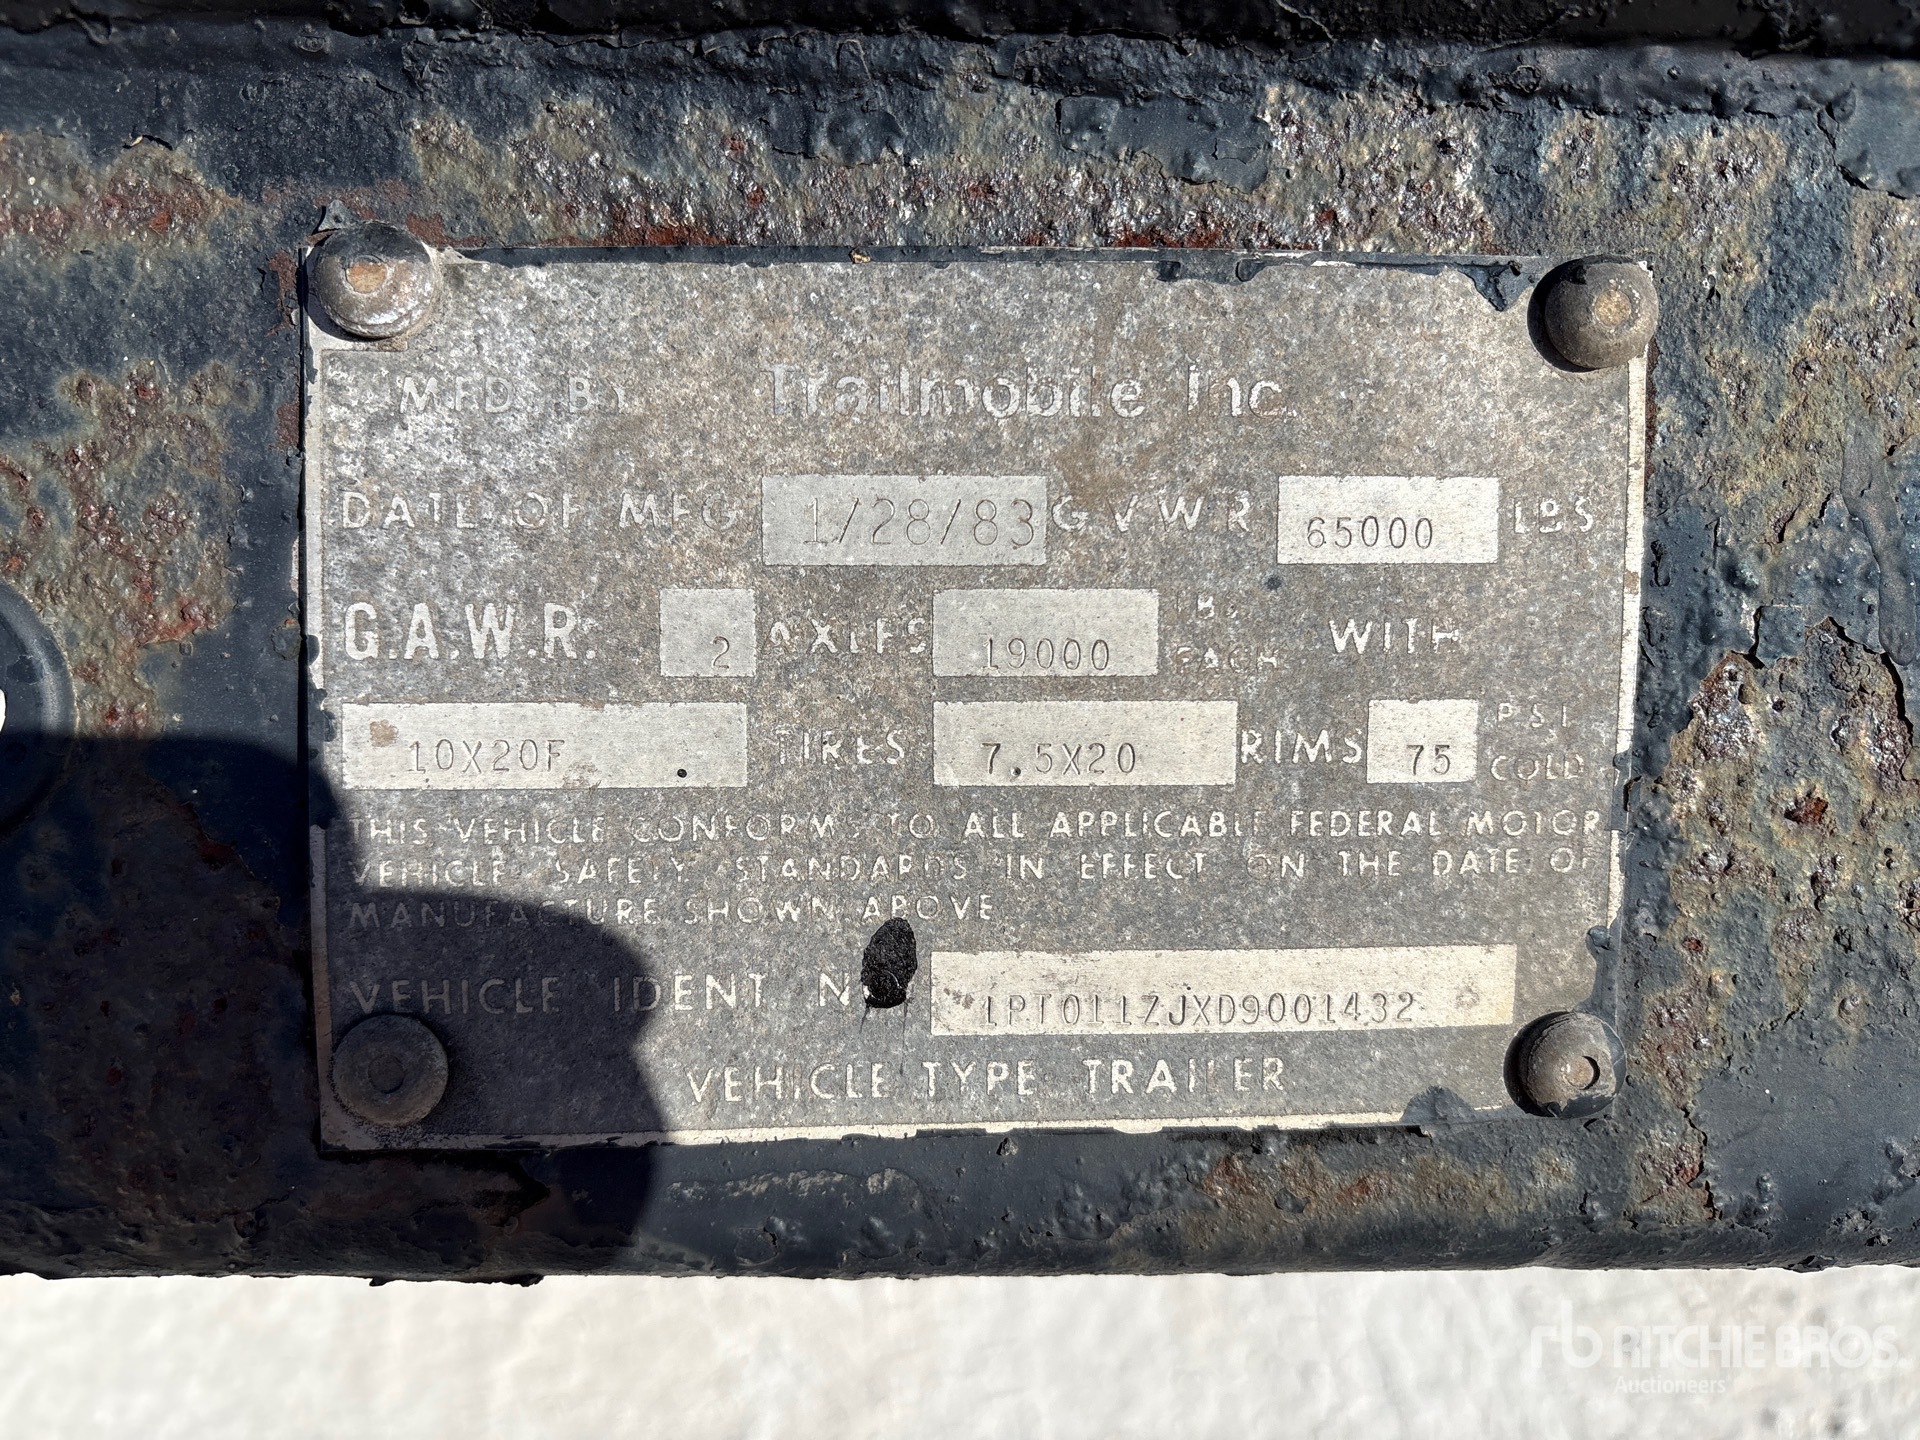 MFD. BY Trailmobile Inc.
DATE OF MFG. 1/28/83 G V W R 65000 LBS
G.A.W.R. 2 AXLES 19000 LBS EACH WITH
10X20F TIRES 7.5X20 RIMS 75 P.S.I. COLD
THIS VEHICLE CONFORMS TO ALL APPLICABLE FEDERAL MOTOR
VEHICLE SAFETY STANDARDS IN EFFECT ON THE DATE OF
MANUFACTURE SHOWN ABOVE
VEHICLE IDENT NO 1PT011ZJXD9001432
VEHICLE TYPE TRAILER
rb RITCHIE BROS.
Auctioneers